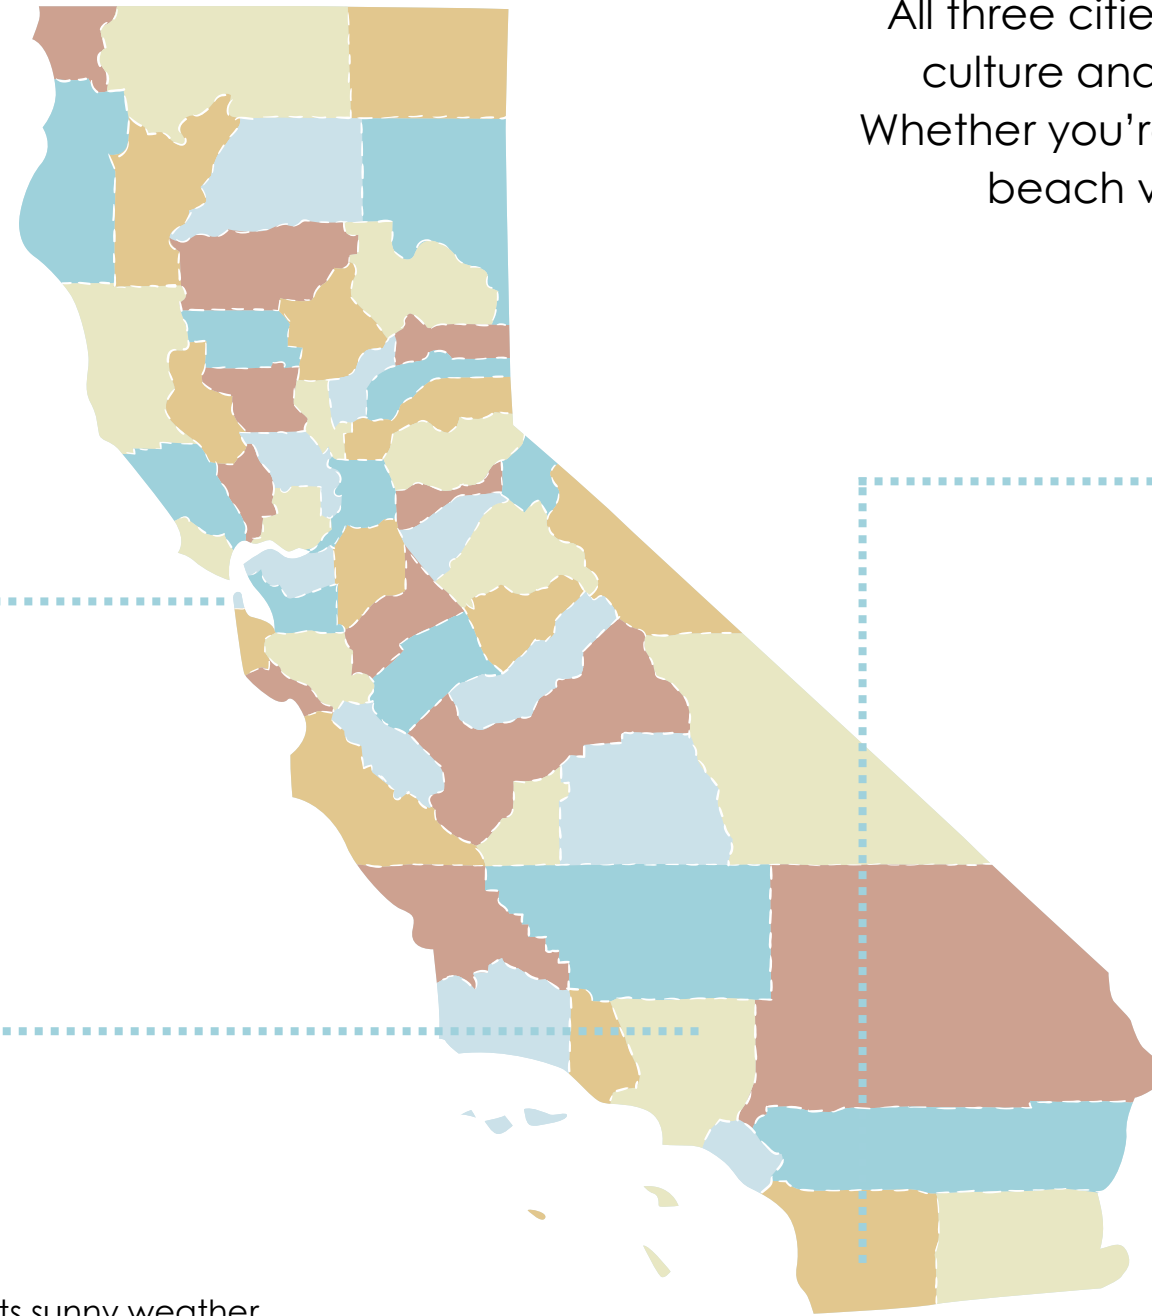 All three citie
culture and
Whether you’r
beach v
ts sunny weather